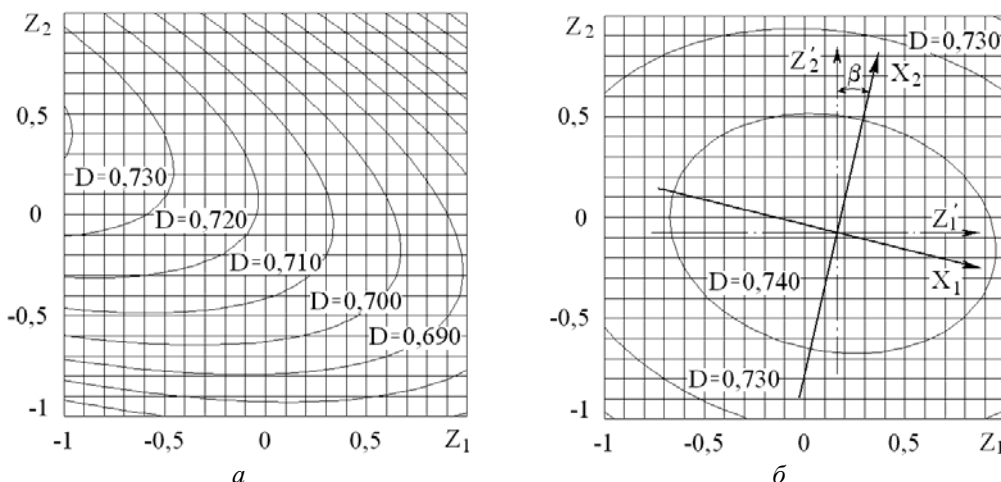 Z₂
0,5
0
-0,5
-1
-1
-0,5
0
0,5
Z₁
D=0,730
D=0,720
D=0,710
D=0,700
D=0,690
а
Z₂
0,5
0
-0,5
-1
-1
-0,5
0
0,5
Z₁
D=0,730
Z₂′
β
X₂
Z₁′
X₁
D=0,740
D=0,730
б